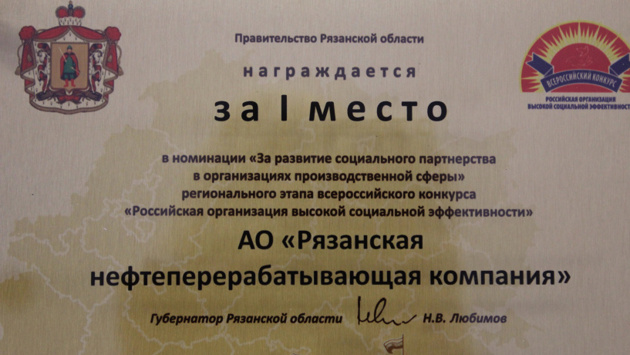 Правительство Рязанской области
награждается
за I место
в номинации «За развитие социального партнерства
в организациях производственной сферы»
регионального этапа всероссийского конкурса
«Российская организация высокой социальной эффективности»
АО «Рязанская
нефтеперерабатывающая компания»
Губернатор Рязанской области Н.В. Любимов
ВСЕРОССИЙСКИЙ КОНКУРС
РОССИЙСКАЯ ОРГАНИЗАЦИЯ
ВЫСОКОЙ СОЦИАЛЬНОЙ ЭФФЕКТИВНОСТИ